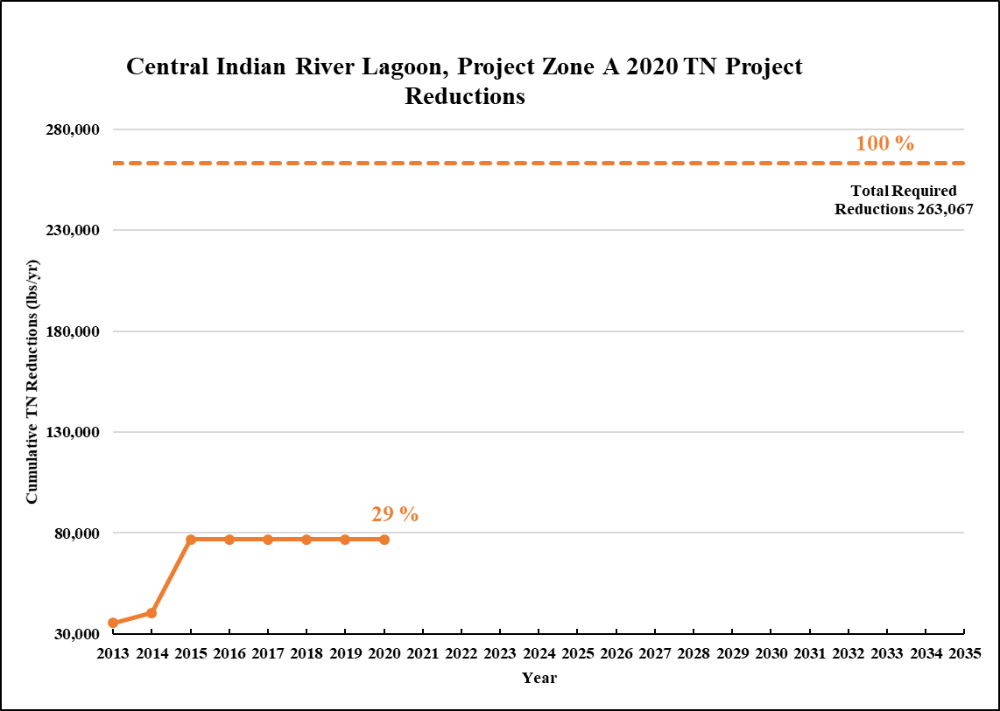 Central Indian River Lagoon, Project Zone A 2020 TN Project
Reductions
280,000
100 %
Total Required
Reductions 263,067
230,000
Cumulative TN Reductions (lbs/yr)
180,000
130,000
29 %
80,000
30,000
2013 2014 2015 2016 2017 2018 2019 2020 2021 2022 2023 2024 2025 2026 2027 2028 2029 2030 2031 2032 2033 2034 2035
Year